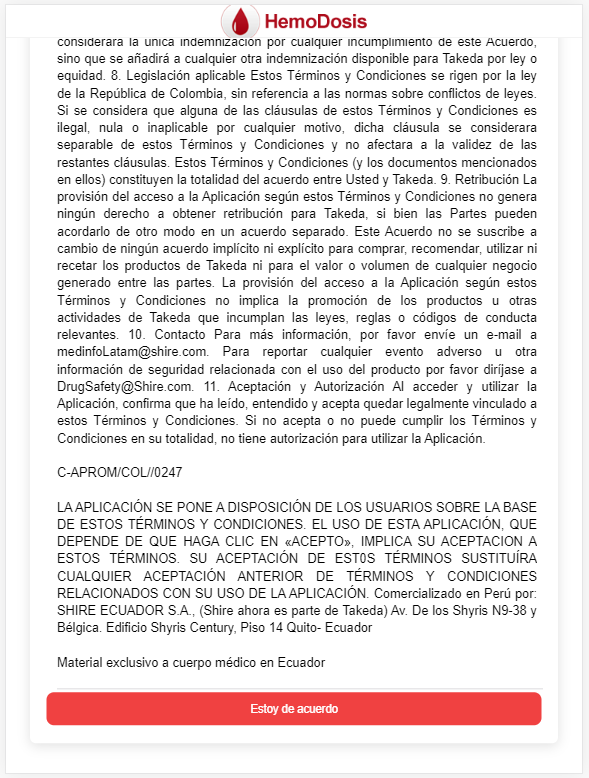 HemoDosis
considerará la única indemnización por cualquier incumplimiento de este Acuerdo,
sino que se añadirá a cualquier otra indemnización disponible para Takeda por ley o
equidad. 8. Legislación aplicable Estos Términos y Condiciones se rigen por la ley
de la República de Colombia, sin referencia a las normas sobre conflictos de leyes.
Si se considera que alguna de las cláusulas de estos Términos y Condiciones es
ilegal, nula o inaplicable por cualquier motivo, dicha cláusula se considerara
separable de estos Términos y Condiciones y no afectara a la validez de las
restantes cláusulas. Estos Términos y Condiciones (y los documentos mencionados
en ellos) constituyen la totalidad del acuerdo entre Usted y Takeda. 9. Retribución La
provisión del acceso a la Aplicación según estos Términos y Condiciones no genera
ningún derecho a obtener retribución para Takeda, si bien las Partes pueden
acordarlo de otro modo en un acuerdo separado. Este Acuerdo no se suscribe a
cambio de ningún acuerdo implícito ni explícito para comprar, recomendar, utilizar ni
recetar los productos de Takeda ni para el valor o volumen de cualquier negocio
generado entre las partes. La provisión del acceso a la Aplicación según estos
Términos y Condiciones no implica la promoción de los productos u otras
actividades de Takeda que incumplan las leyes, reglas o códigos de conducta
relevantes. 10. Contacto Para más información, por favor envíe un e-mail a
medinfoLatam@shire.com. Para reportar cualquier evento adverso u otra
información de seguridad relacionada con el uso del producto por favor diríjase a
DrugSafety@Shire.com. 11. Aceptación y Autorización Al acceder y utilizar la
Aplicación, confirma que ha leído, entendido y acepta quedar legalmente vinculado a
estos Términos y Condiciones. Si no acepta o no puede cumplir los Términos y
Condiciones en su totalidad, no tiene autorización para utilizar la Aplicación.
C-APROM/COL//0247
LA APLICACIÓN SE PONE A DISPOSICIÓN DE LOS USUARIOS SOBRE LA BASE
DE ESTOS TÉRMINOS Y CONDICIONES. EL USO DE ESTA APLICACIÓN, QUE
DEPENDE DE QUE HAGA CLIC EN «ACEPTO», IMPLICA SU ACEPTACION A
ESTOS TÉRMINOS. SU ACEPTACIÓN DE EST0S TÉRMINOS SUSTITUÍRA
CUALQUIER ACEPTACIÓN ANTERIOR DE TÉRMINOS Y CONDICIONES
RELACIONADOS CON SU USO DE LA APLICACIÓN. Comercializado en Perú por:
SHIRE ECUADOR S.A., (Shire ahora es parte de Takeda) Av. De los Shyris N9-38 y
Bélgica. Edificio Shyris Century, Piso 14 Quito- Ecuador
Material exclusivo a cuerpo médico en Ecuador
Estoy de acuerdo